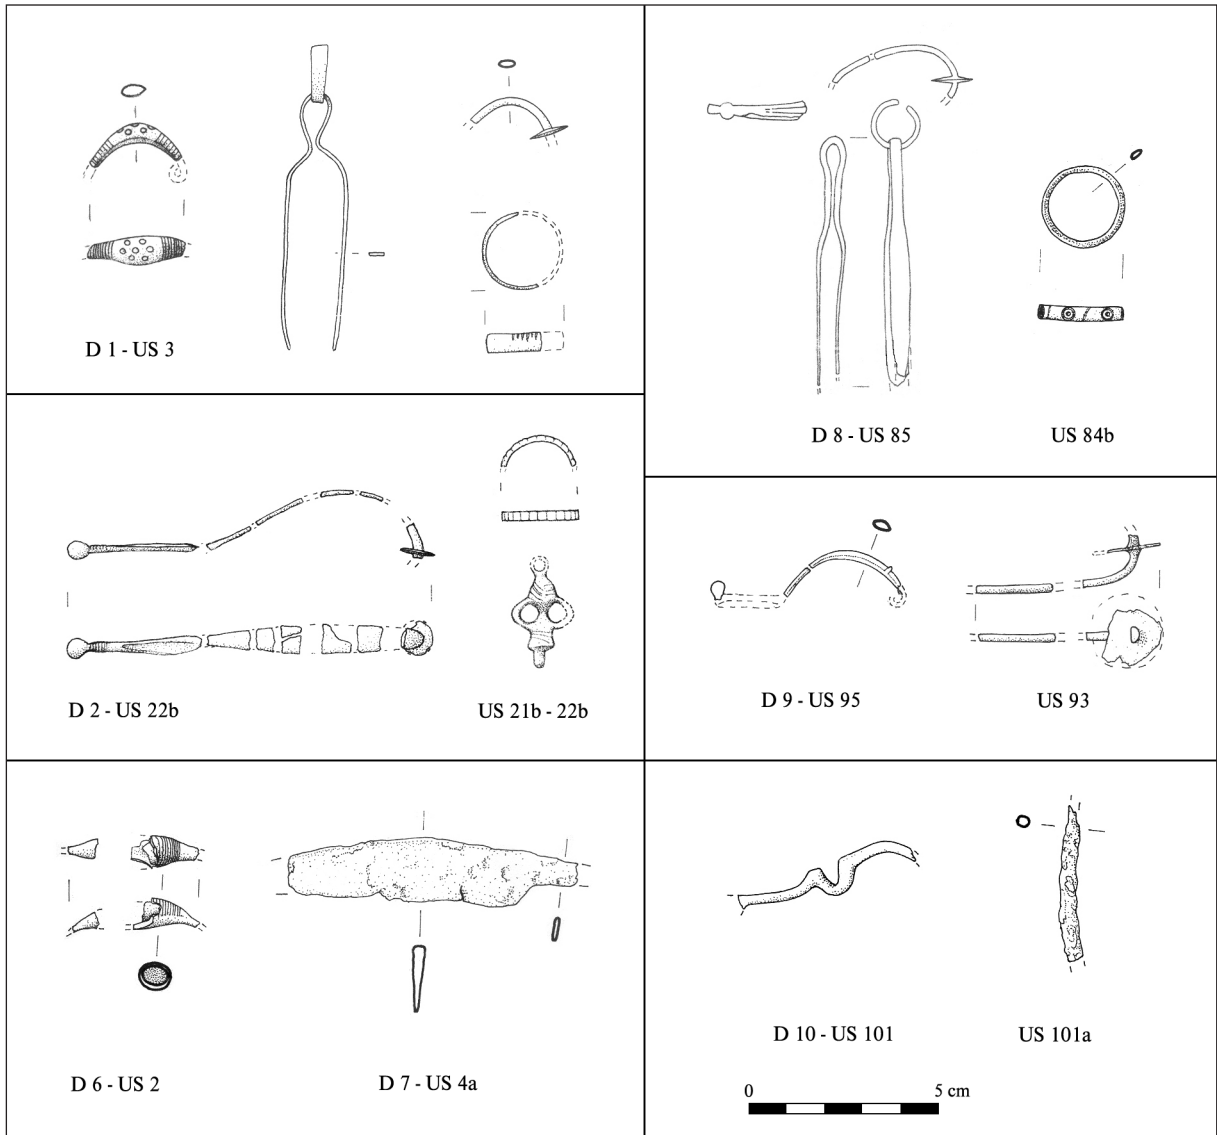 D 1 - US 3
D 8 - US 85
US 84b
D 2 - US 22b
US 21b - 22b
D 9 - US 95
US 93
D 6 - US 2
D 7 - US 4a
D 10 - US 101
US 101a
0 5 cm